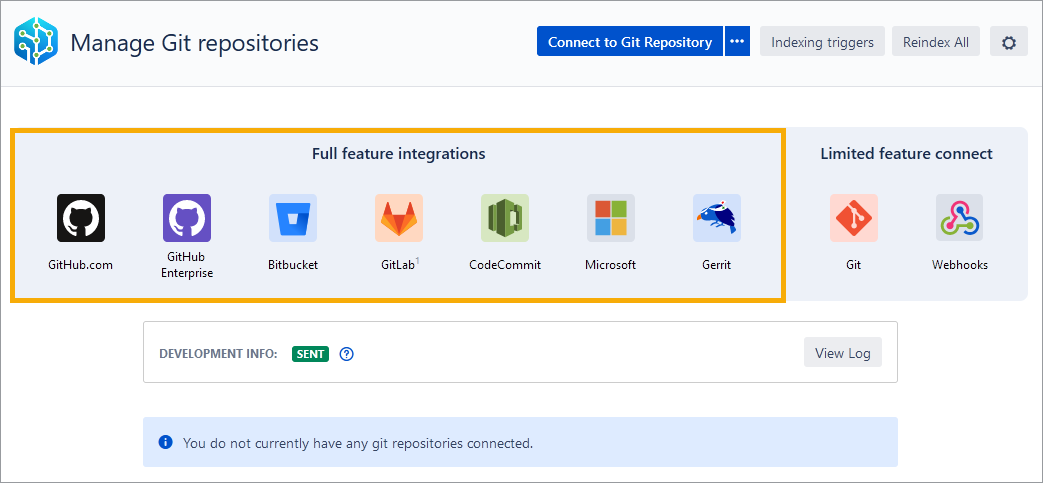 Manage Git repositories
Connect to Git Repository
•••
Indexing triggers
Reindex All
Full feature integrations
Limited feature connect
GitHub.com
GitHub
Enterprise
Bitbucket
GitLab¹
CodeCommit
Microsoft
Gerrit
Git
Webhooks
DEVELOPMENT INFO:
SENT
?
View Log
You do not currently have any git repositories connected.